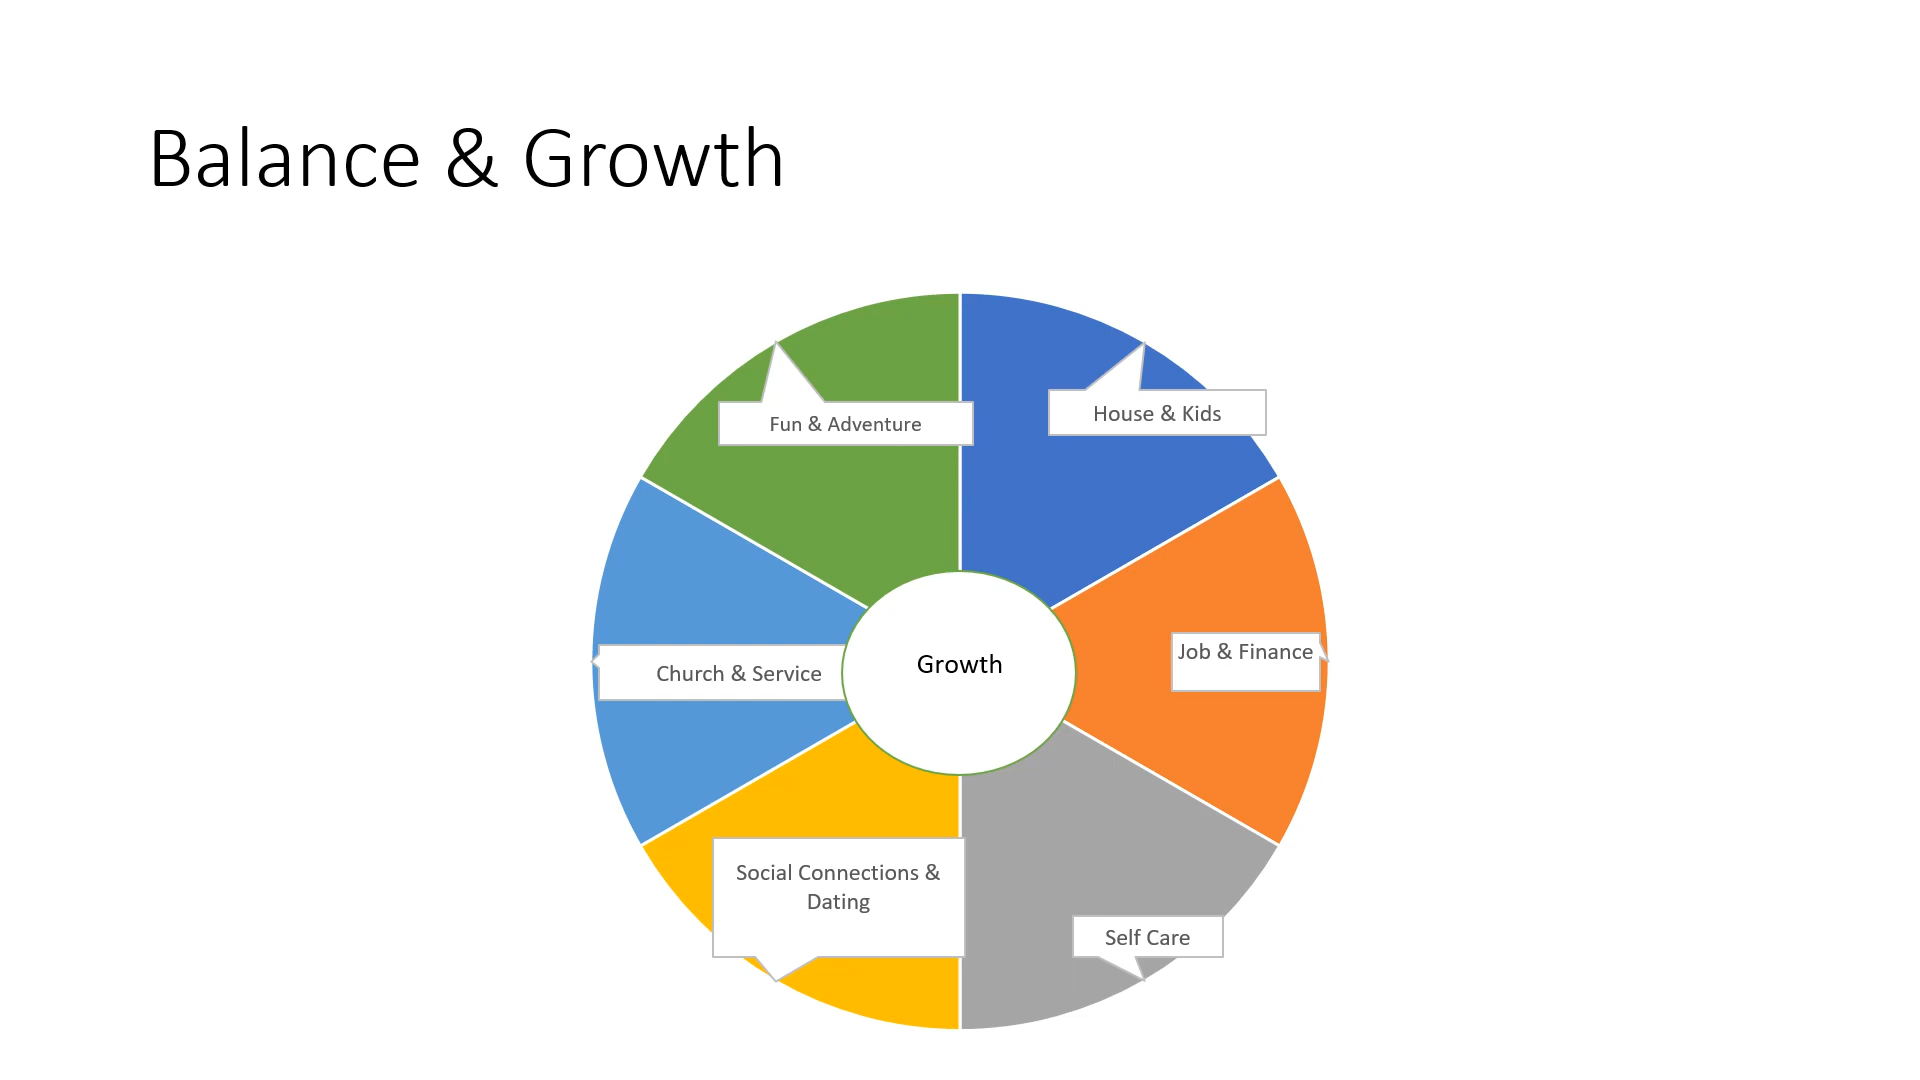 Balance & Growth
Fun & Adventure
House & Kids
Church & Service
Growth
Job & Finance
Social Connections &
Dating
Self Care